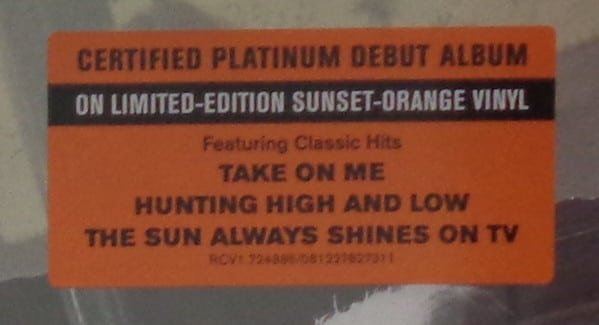 CERTIFIED PLATINUM DEBUT ALBUM
ON LIMITED-EDITION SUNSET-ORANGE VINYL
Featuring Classic Hits
TAKE ON ME
HUNTING HIGH AND LOW
THE SUN ALWAYS SHINES ON TV
RCV1